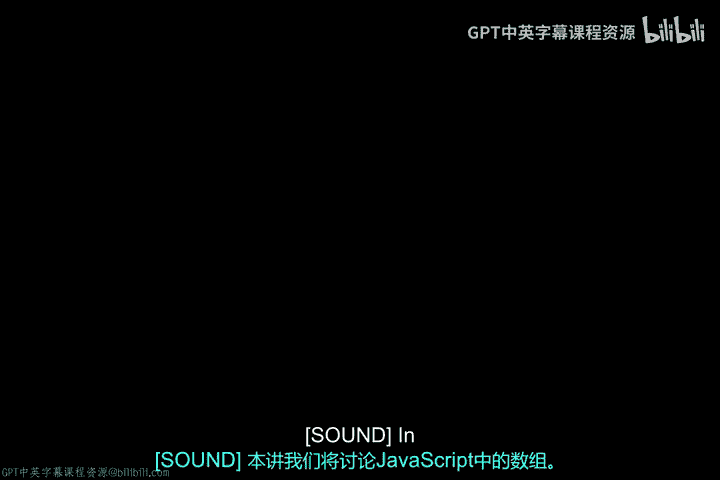 GPT中英字幕课程资源 bilibili
[SOUND] In
[SOUND] 本讲我们将讨论JavaScript中的数组。
GPT中英字幕课程资源@bilibili.com